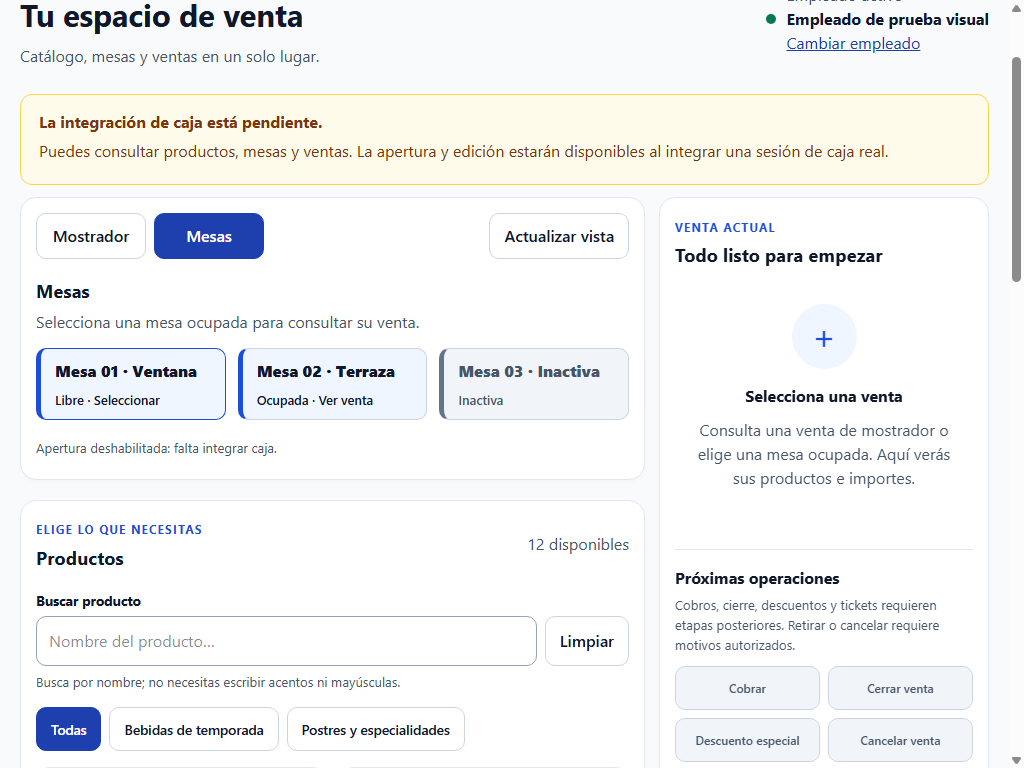 Tu espacio de venta
Catálogo, mesas y ventas en un solo lugar.
Empleado de prueba visual
Cambiar empleado
La integración de caja está pendiente.
Puedes consultar productos, mesas y ventas. La apertura y edición estarán disponibles al integrar una sesión de caja real.
Mostrador
Mesas
Actualizar vista
Mesas
Selecciona una mesa ocupada para consultar su venta.
Mesa 01 · Ventana
Libre · Seleccionar
Mesa 02 · Terraza
Ocupada · Ver venta
Mesa 03 · Inactiva
Inactiva
Apertura deshabilitada: falta integrar caja.
ELIGE LO QUE NECESITAS
Productos
12 disponibles
Buscar producto
Nombre del producto...
Limpiar
Busca por nombre; no necesitas escribir acentos ni mayúsculas.
Todas
Bebidas de temporada
Postres y especialidades
VENTA ACTUAL
Todo listo para empezar
+
Selecciona una venta
Consulta una venta de mostrador o
elige una mesa ocupada. Aquí verás
sus productos e importes.
Próximas operaciones
Cobros, cierre, descuentos y tickets requieren
etapas posteriores. Retirar o cancelar requiere
motivos autorizados.
Cobrar
Cerrar venta
Descuento especial
Cancelar venta